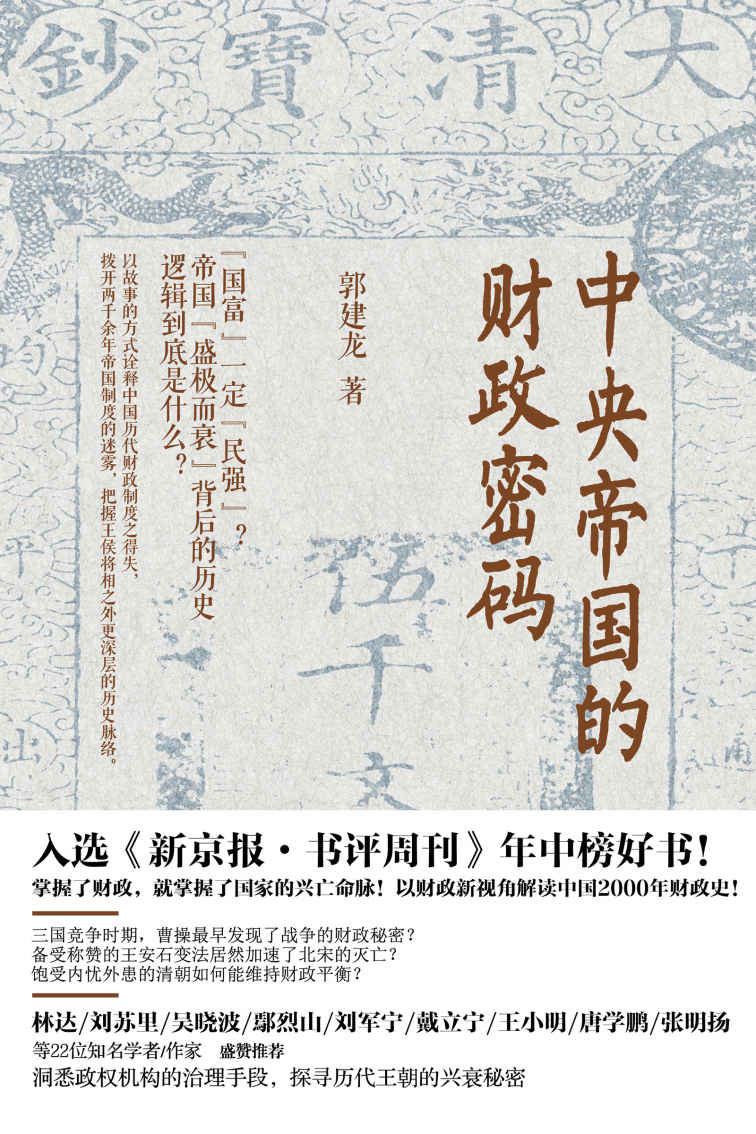 大清寶鈔
中央帝国的
财政密码
郭建龙 著
『国富』一定『民强』?
帝国『盛极而衰』背后的历史
逻辑到底是什么?
以故事的方式诠释中国历代财政制度之得失,
拨开两千余年帝国制度的迷雾,把握王侯将相之外更深层的历史脉络。
伍千文
入选《新京报·书评周刊》年中榜好书!
掌握了财政,就掌握了国家的兴亡命脉!以财政新视角解读中国2000年财政史!
三国竞争时期,曹操最早发现了战争的财政秘密?
备受称赞的王安石变法居然加速了北宋的灭亡?
饱受内忧外患的清朝如何能维持财政平衡?
林达/刘苏里/吴晓波/鄢烈山/刘军宁/戴立宁/王小明/唐学鹏/张明扬
等22位知名学者/作家 盛赞推荐
洞悉政权机构的治理手段,探寻历代王朝的兴衰秘密